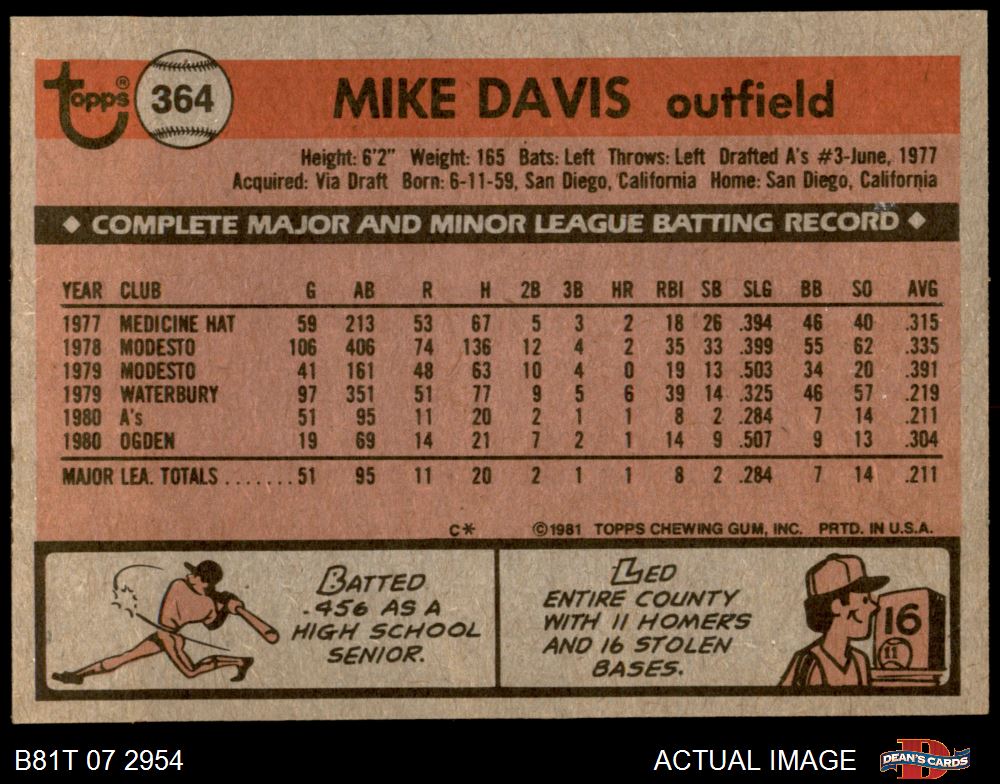 Topps® 364 MIKE DAVIS outfield
Height: 6'2" Weight: 165 Bats: Left Throws: Left Drafted A's #3-June, 1977
Acquired: Via Draft Born: 6-11-59, San Diego, California Home: San Diego, California
◆ COMPLETE MAJOR AND MINOR LEAGUE BATTING RECORD ◆
YEAR CLUB G AB R H 2B 3B HR RBI SB SLG BB SO AVG
1977 MEDICINE HAT 59 213 53 67 5 3 2 18 26 .394 46 40 .315
1978 MODESTO 106 406 74 136 12 4 2 35 33 .399 55 62 .335
1979 MODESTO 41 161 48 63 10 4 0 19 13 .503 34 20 .391
1979 WATERBURY 97 351 51 77 9 5 6 39 14 .325 46 57 .219
1980 A's 51 95 11 20 2 1 1 8 2 .284 7 14 .211
1980 OGDEN 19 69 14 21 7 2 1 14 9 .507 9 13 .304
MAJOR LEA. TOTALS .......51 95 11 20 2 1 1 8 2 .284 7 14 .211
C* ©1981 TOPPS CHEWING GUM, INC. PRTD. IN U.S.A.
BATTED
.456 AS A
HIGH SCHOOL
SENIOR.
LED
ENTIRE COUNTY
WITH 11 HOMERS
AND 16 STOLEN
BASES.
16
11
B81T 07 2954 ACTUAL IMAGE DEAN'S CARDS